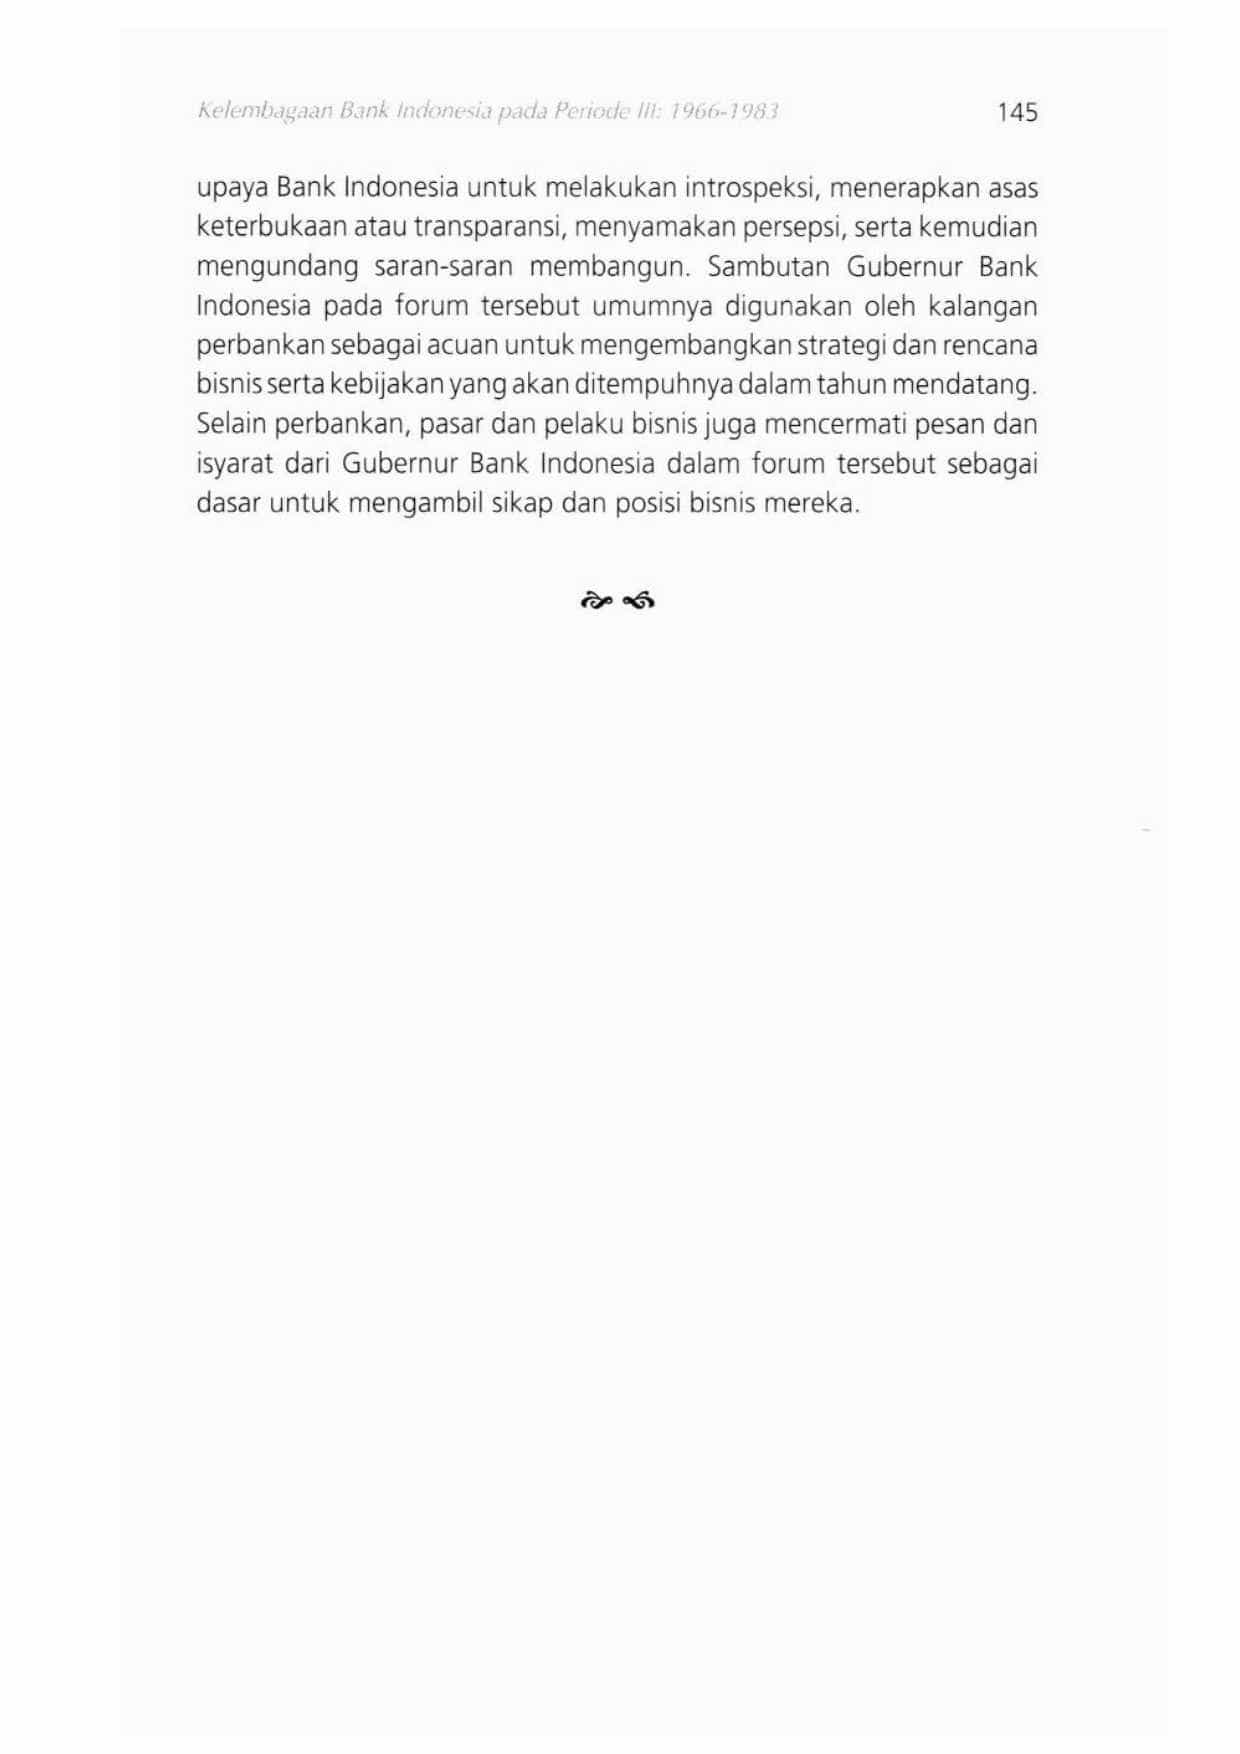 Kelembagaan Bank Indonesia pada Periode III: 1966-1983 145
upaya Bank Indonesia untuk melakukan introspeksi, menerapkan asas
keterbukaan atau transparansi, menyamakan persepsi, serta kemudian
mengundang saran-saran membangun. Sambutan Gubernur Bank
Indonesia pada forum tersebut umumnya digunakan oleh kalangan
perbankan sebagai acuan untuk mengembangkan strategi dan rencana
bisnis serta kebijakan yang akan ditempuhnya dalam tahun mendatang.
Selain perbankan, pasar dan pelaku bisnis juga mencermati pesan dan
isyarat dari Gubernur Bank Indonesia dalam forum tersebut sebagai
dasar untuk mengambil sikap dan posisi bisnis mereka.